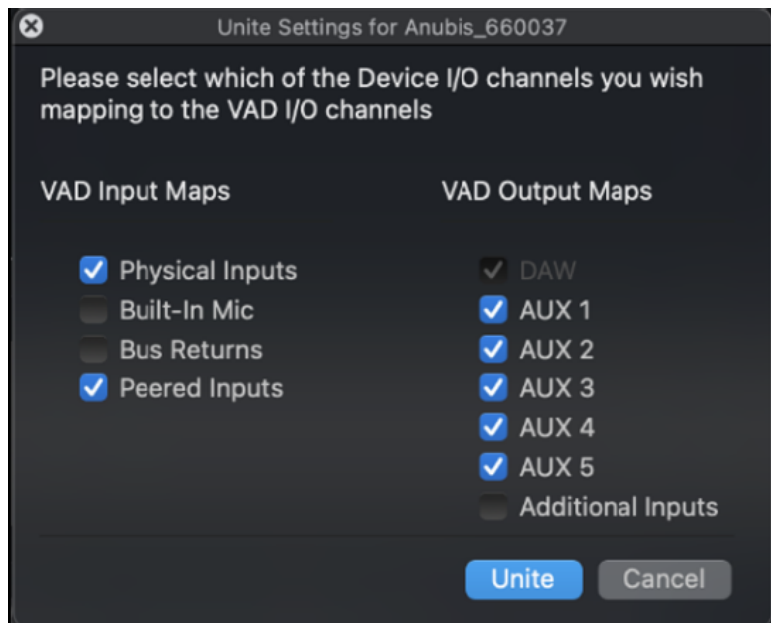 Unite Settings for Anubis_660037
Please select which of the Device I/O channels you wish
mapping to the VAD I/O channels
VAD Input Maps
Physical Inputs
Built-In Mic
Bus Returns
Peered Inputs
VAD Output Maps
DAW
AUX 1
AUX 2
AUX 3
AUX 4
AUX 5
Additional Inputs
Unite
Cancel